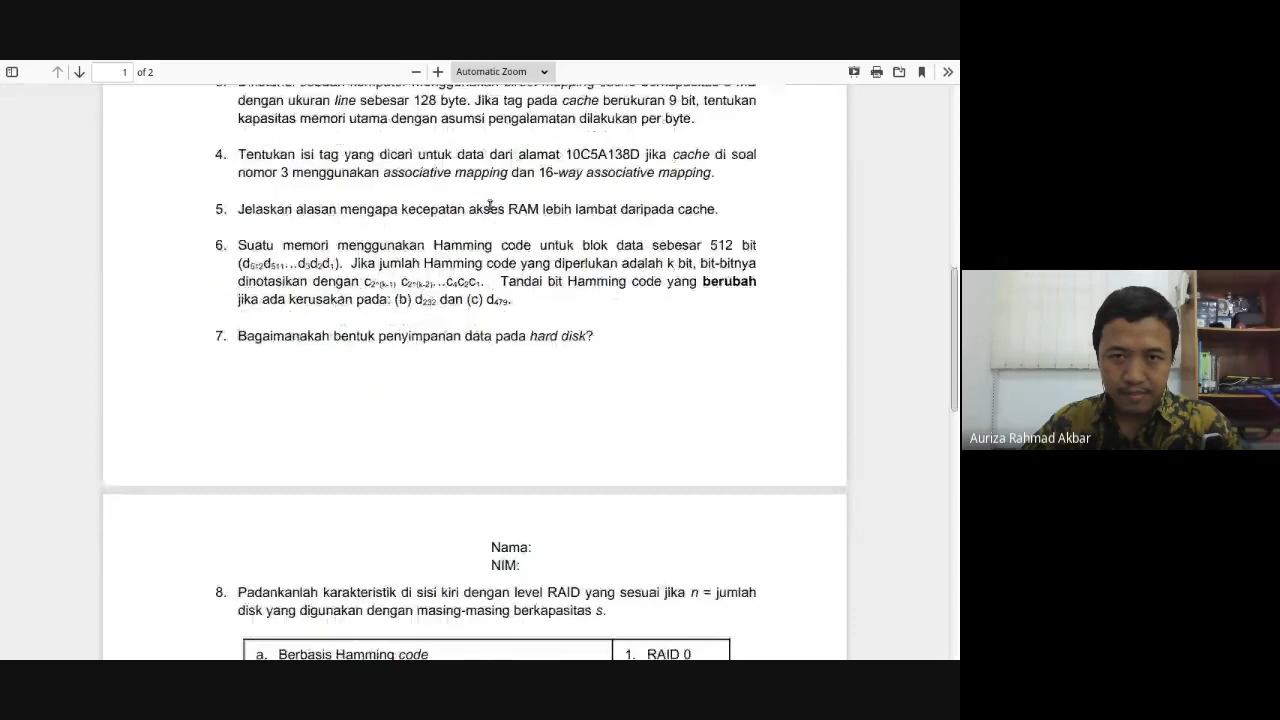 1 of 2
Automatic Zoom
dengan ukuran line sebesar 128 byte. Jika tag pada cache berukuran 9 bit, tentukan
kapasitas memori utama dengan asumsi pengalamatan dilakukan per byte.
4. Tentukan isi tag yang dicari untuk data dari alamat 10C5A138D jika cache di soal
nomor 3 menggunakan associative mapping dan 16-way associative mapping.
5. Jelaskan alasan mengapa kecepatan akses RAM lebih lambat daripada cache.
6. Suatu memori menggunakan Hamming code untuk blok data sebesar 512 bit
(d512d511…d3d2d1). Jika jumlah Hamming code yang diperlukan adalah k bit, bit-bitnya
dinotasikan dengan c2^(k-1) c2^(k-2)…c4c2c1. Tandai bit Hamming code yang berubah
jika ada kerusakan pada: (b) d232 dan (c) d479.
7. Bagaimanakah bentuk penyimpanan data pada hard disk?
Auriza Rahmad Akbar
Nama:
NIM:
8. Padankanlah karakteristik di sisi kiri dengan level RAID yang sesuai jika n = jumlah
disk yang digunakan dengan masing-masing berkapasitas s.
a. Berbasis Hamming code 1. RAID 0